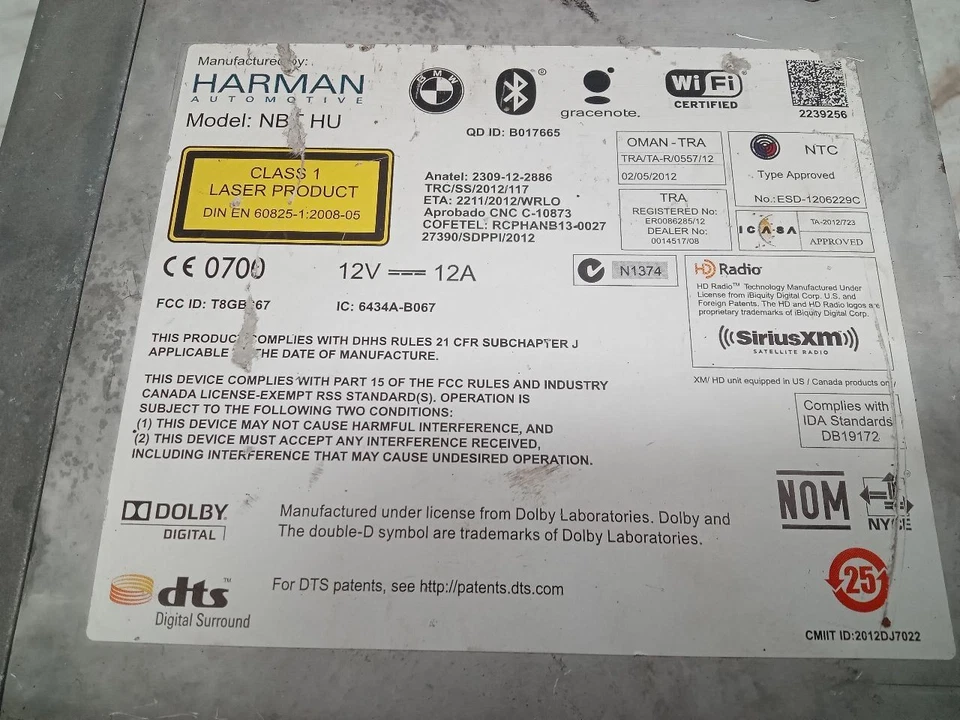 Manufactured by:
HARMAN
AUTOMOTIVE
Model: NBT HU
BMW
®
gracenote.
Wi Fi
CERTIFIED
2239256
QD ID: B017665
CLASS 1
LASER PRODUCT
DIN EN 60825-1:2008-05
Anatel: 2309-12-2886
TRC/SS/2012/117
ETA: 2211/2012/WRLO
Aprobado CNC C-10873
COFETEL: RCPHANB13-0027
27390/SDPPI/2012
OMAN - TRA
TRA/TA-R/0557/12
02/05/2012
TRA
REGISTERED No:
ER0086285/12
DEALER No:
0014517/08
NTC
Type Approved
No.:ESD-1206229C
ICASA
TA-2012/723
APPROVED
CE 0700
12V 12A
N1374
FCC ID: T8GB067
IC: 6434A-B067
HD Radio
HD Radio™ Technology Manufactured Under
License from iBiquity Digital Corp. U.S. and
Foreign Patents. The HD and HD Radio logos are
proprietary trademarks of iBiquity Digital Corp.
SiriusXM
SATELLITE RADIO
XM/ HD unit equipped in US / Canada products only
THIS PRODUCT COMPLIES WITH DHHS RULES 21 CFR SUBCHAPTER J
APPLICABLE AT THE DATE OF MANUFACTURE.
THIS DEVICE COMPLIES WITH PART 15 OF THE FCC RULES AND INDUSTRY
CANADA LICENSE-EXEMPT RSS STANDARD(S). OPERATION IS
SUBJECT TO THE FOLLOWING TWO CONDITIONS:
(1) THIS DEVICE MAY NOT CAUSE HARMFUL INTERFERENCE, AND
(2) THIS DEVICE MUST ACCEPT ANY INTERFERENCE RECEIVED,
INCLUDING INTERFERENCE THAT MAY CAUSE UNDESIRED OPERATION.
Complies with
IDA Standards
DB19172
DOLBY
DIGITAL
Manufactured under license from Dolby Laboratories. Dolby and
The double-D symbol are trademarks of Dolby Laboratories.
NOM
NYCE
dts™
Digital Surround
For DTS patents, see http://patents.dts.com
25
CMIIT ID:2012DJ7022